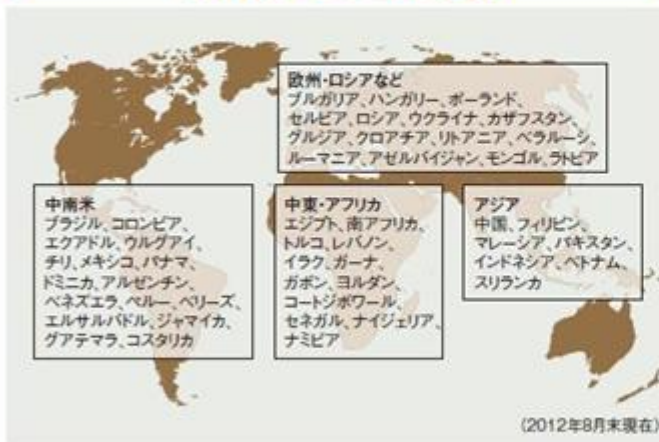 欧州・ロシアなど
ブルガリア、ハンガリー、ポーランド、
セルビア、ロシア、ウクライナ、カザフスタン、
グルジア、クロアチア、リトアニア、ベラルーシ、
ルーマニア、アゼルバイジャン、モンゴル、ラトビア
中南米
ブラジル、コロンビア、
エクアドル、ウルグアイ、
チリ、メキシコ、パナマ、
ドミニカ、アルゼンチン、
ベネズエラ、ペルー、ベリーズ、
エルサルバドル、ジャマイカ、
グアテマラ、コスタリカ
中東・アフリカ
エジプト、南アフリカ、
トルコ、レバノン、
イラク、ガーナ、
ガボン、ヨルダン、
コートジボワール、
セネガル、ナイジェリア、
ナミビア
アジア
中国、フィリピン、
マレーシア、パキスタン、
インドネシア、ベトナム、
スリランカ
(2012年8月末現在)